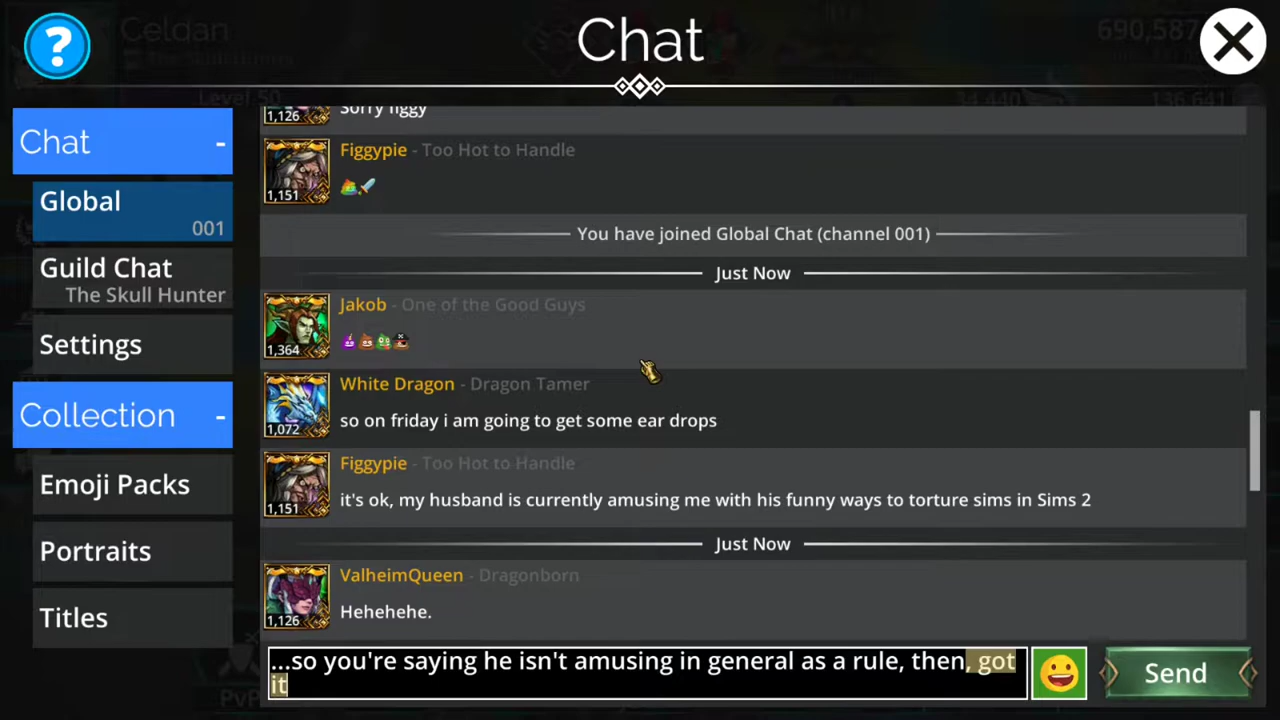 ?
Celdan
Chat
690,587
Chat -
Global
001
Guild Chat
The Skull Hunter
Settings
Collection -
Emoji Packs
Portraits
Titles
1,126
Sorry figgy
Figgypie - Too Hot to Handle
1,151
You have joined Global Chat (channel 001)
Just Now
Jakob - One of the Good Guys
1,364
White Dragon - Dragon Tamer
so on friday i am going to get some ear drops
1,072
Figgypie - Too Hot to Handle
it's ok, my husband is currently amusing me with his funny ways to torture sims in Sims 2
1,151
Just Now
ValheimQueen - Dragonborn
Hehehehe.
1,126
...so you're saying he isn't amusing in general as a rule, then, got
it
Send
PvP